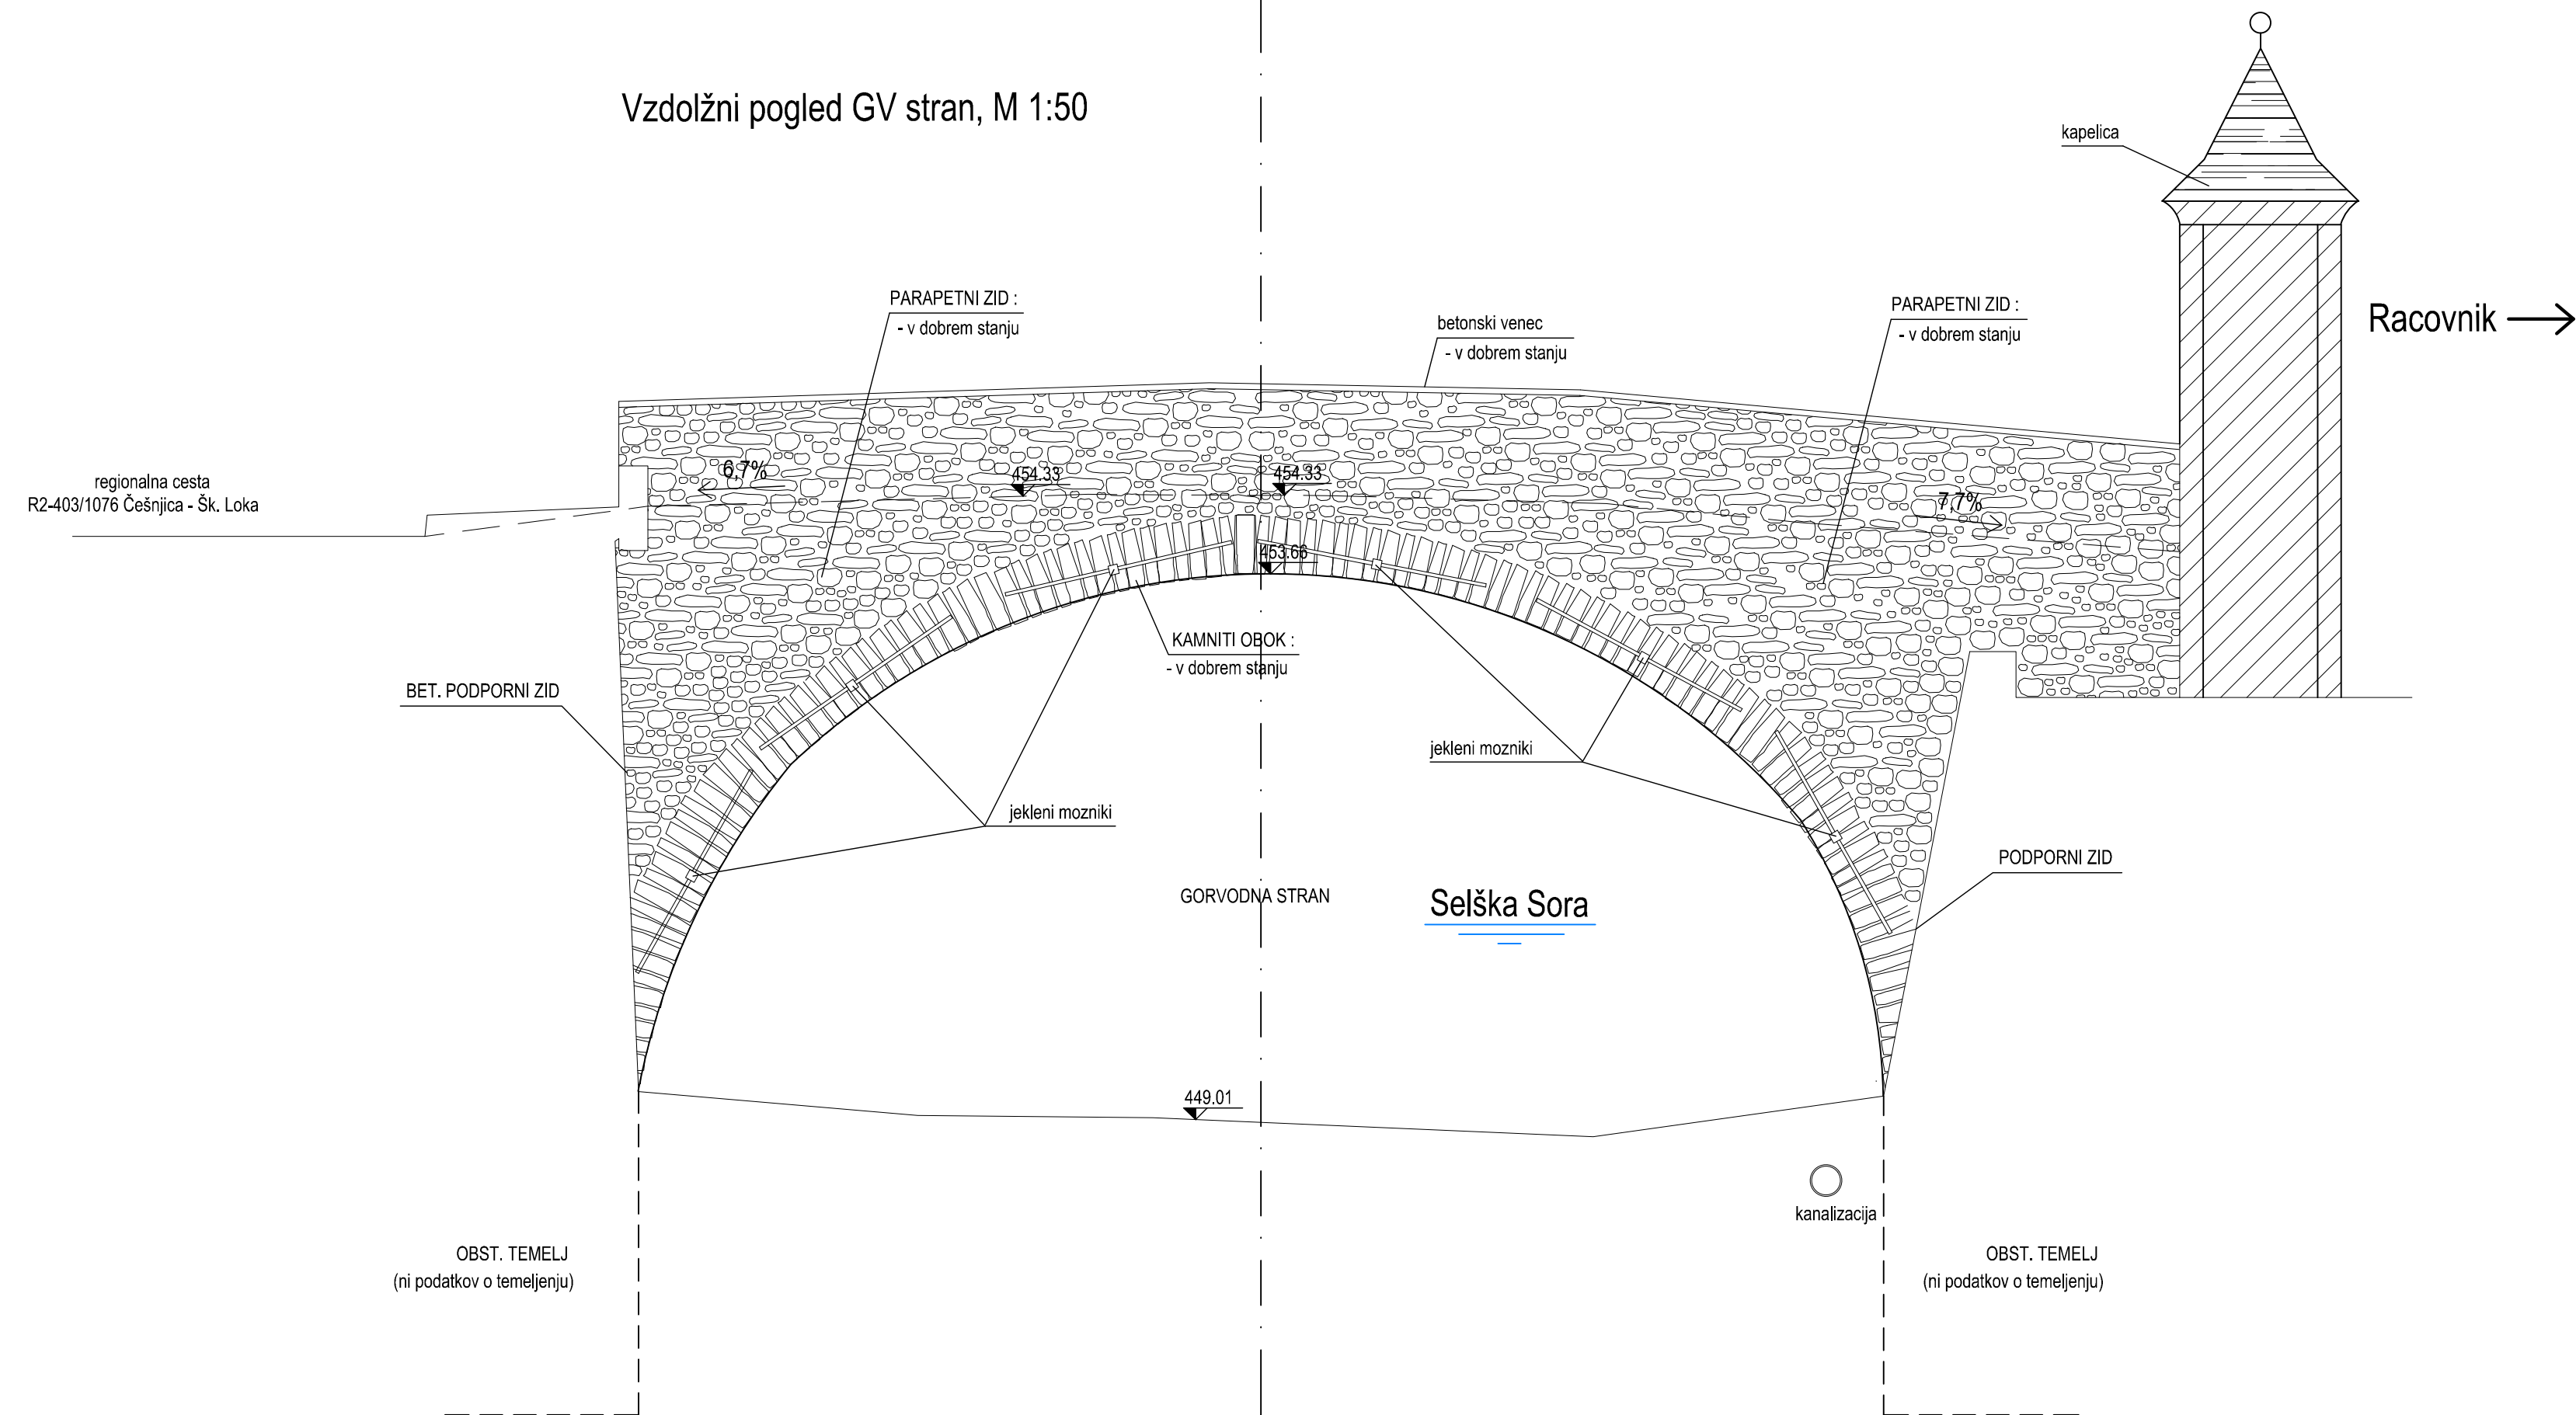 Vzdolžni pogled GV stran, M 1:50
kapelica
PARAPETNI ZID :
- v dobrem stanju
betonski venec
- v dobrem stanju
PARAPETNI ZID :
- v dobrem stanju
Racovnik
regionalna cesta
R2-403/1076 Češnjica - Šk. Loka
6,7%
454.33
454.33
7,7%
453.66
KAMNITI OBOK :
- v dobrem stanju
BET. PODPORNI ZID
jekleni mozniki
jekleni mozniki
PODPORNI ZID
GORVODNA STRAN
Selška Sora
449.01
kanalizacija
OBST. TEMELJ
(ni podatkov o temeljenju)
OBST. TEMELJ
(ni podatkov o temeljenju)